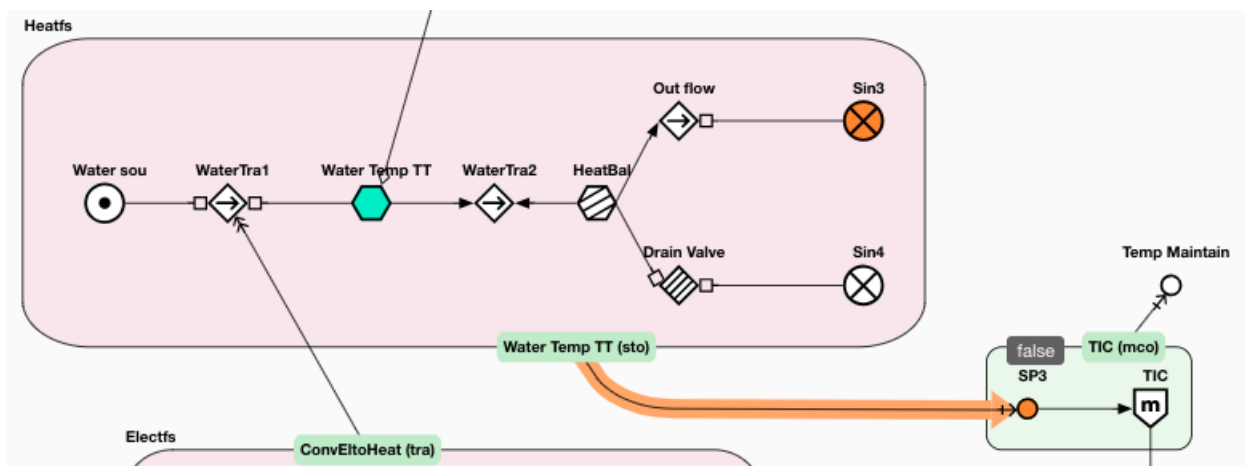 Heatfs
Out flow
Sin3
Water sou
WaterTra1
Water Temp TT
WaterTra2
HeatBal
Drain Valve
Sin4
Temp Maintain
Water Temp TT (sto)
false
TIC (mco)
SP3
TIC
m
Electfs
ConvEltoHeat (tra)